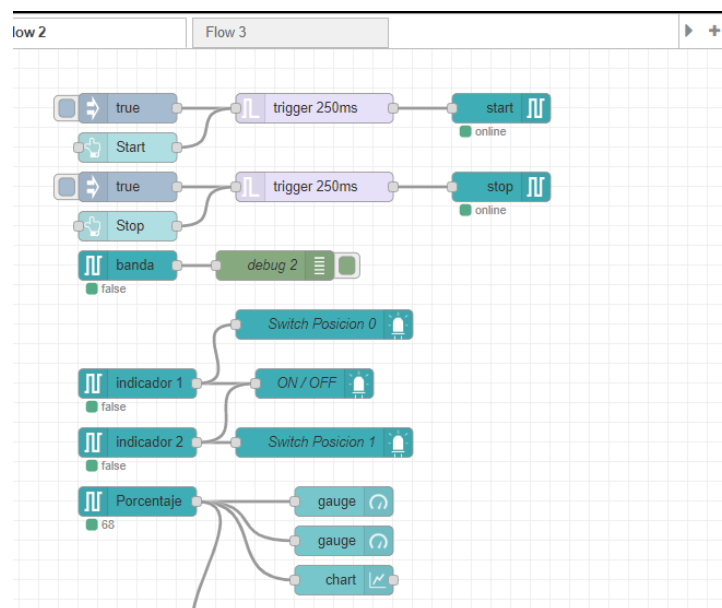 low 2
Flow 3
true
trigger 250ms
start
online
Start
true
trigger 250ms
stop
online
Stop
banda
debug 2
false
Switch Posicion 0
indicador 1
ON / OFF
false
indicador 2
Switch Posicion 1
false
Porcentaje
gauge
68
gauge
chart